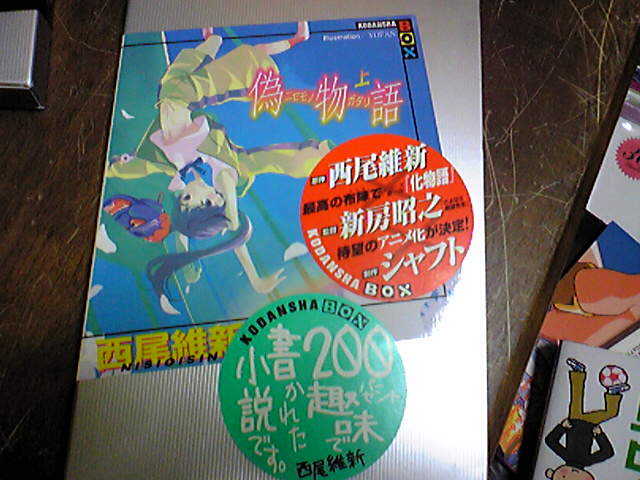 KODANSHA BOX
Illustration VOFAN
偽物語 上
ニセモノガタリ
原作 西尾維新
「化物語」
最高の布陣で
監督 新房昭之
待望のアニメ化が決定!
制作 シャフト
KODANSHA BOX
西尾維新
NISIOISIN
KODANSHA BOX
200パーセント
趣味で
書かれた
小説です。
西尾維新